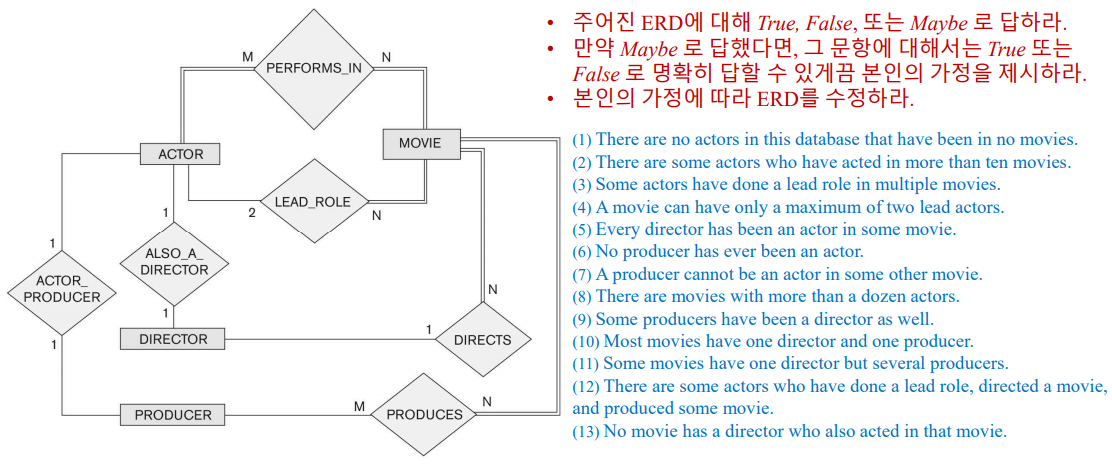 • 주어진 ERD에 대해 True, False, 또는 Maybe 로 답하라.
• 만약 Maybe 로 답했다면, 그 문항에 대해서는 True 또는
False 로 명확히 답할 수 있게끔 본인의 가정을 제시하라.
• 본인의 가정에 따라 ERD를 수정하라.
M
PERFORMS_IN
N
ACTOR
MOVIE
2
LEAD_ROLE
N
1
ALSO_A_
DIRECTOR
1
1
ACTOR_
PRODUCER
1
DIRECTOR
1
DIRECTS
N
PRODUCER
M
PRODUCES
N
(1) There are no actors in this database that have been in no movies.
(2) There are some actors who have acted in more than ten movies.
(3) Some actors have done a lead role in multiple movies.
(4) A movie can have only a maximum of two lead actors.
(5) Every director has been an actor in some movie.
(6) No producer has ever been an actor.
(7) A producer cannot be an actor in some other movie.
(8) There are movies with more than a dozen actors.
(9) Some producers have been a director as well.
(10) Most movies have one director and one producer.
(11) Some movies have one director but several producers.
(12) There are some actors who have done a lead role, directed a movie,
and produced some movie.
(13) No movie has a director who also acted in that movie.